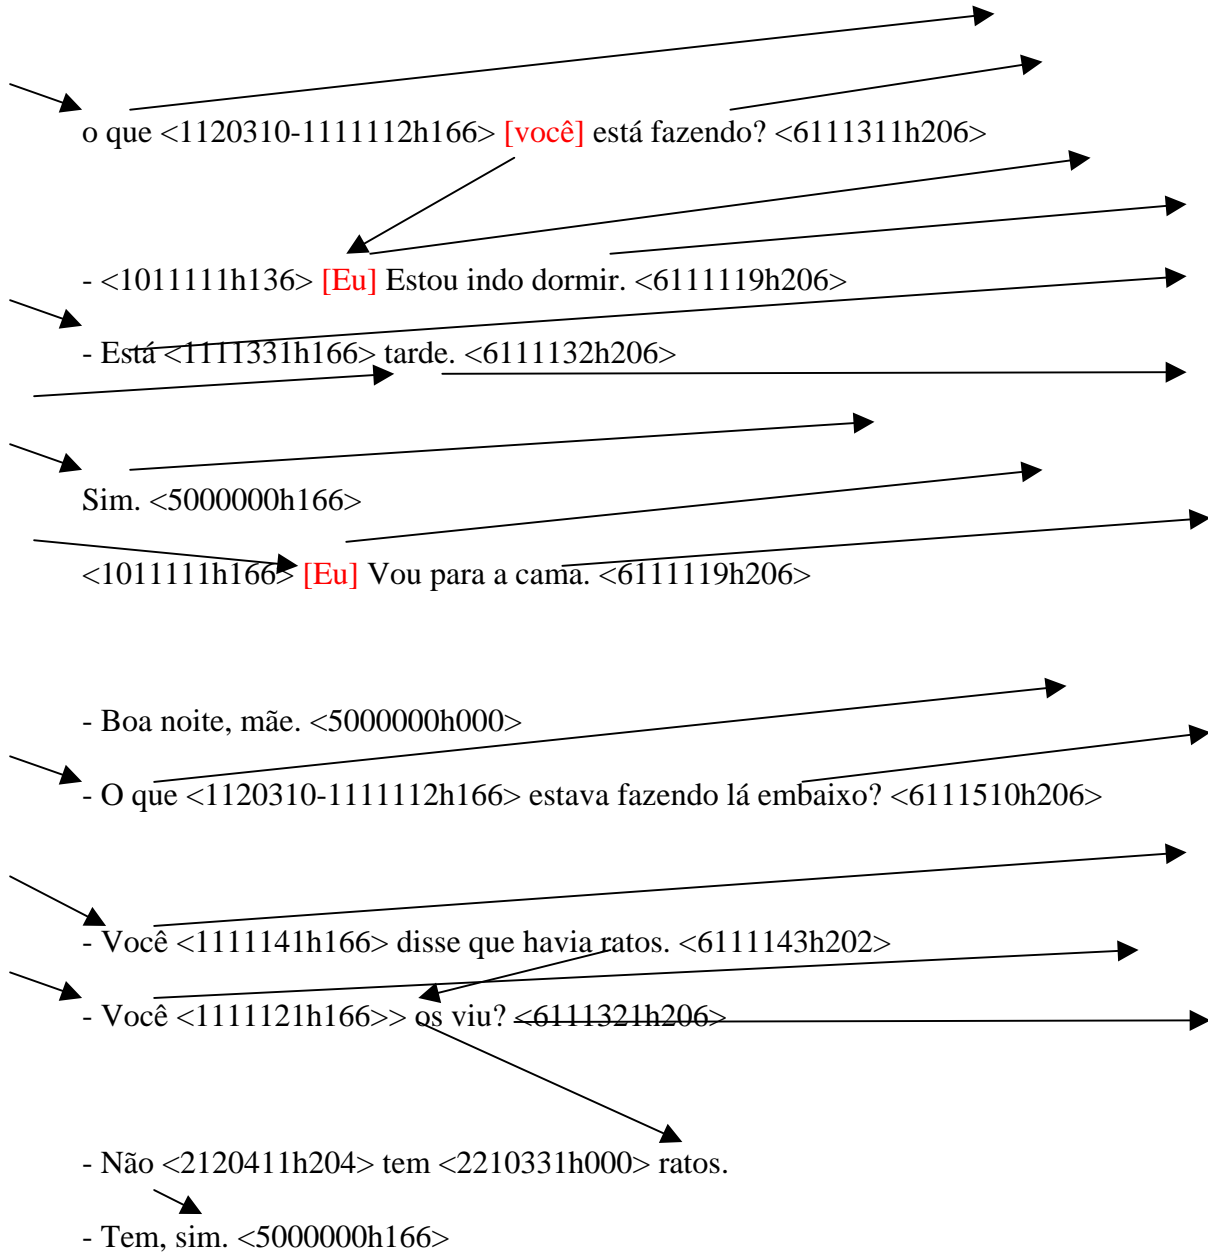 o que <1120310-1111112h166> [você] está fazendo? <6111311h206>
- <1011111h136> [Eu] Estou indo dormir. <6111119h206>
- Está <1111331h166> tarde. <6111132h206>
Sim. <5000000h166>
<1011111h166> [Eu] Vou para a cama. <6111119h206>
- Boa noite, mãe. <5000000h000>
- O que <1120310-1111112h166> estava fazendo lá embaixo? <6111510h206>
- Você <1111141h166> disse que havia ratos. <6111143h202>
- Você <1111121h166>> os viu? <6111321h206>
- Não <2120411h204> tem <2210331h000> ratos.
- Tem, sim. <5000000h166>